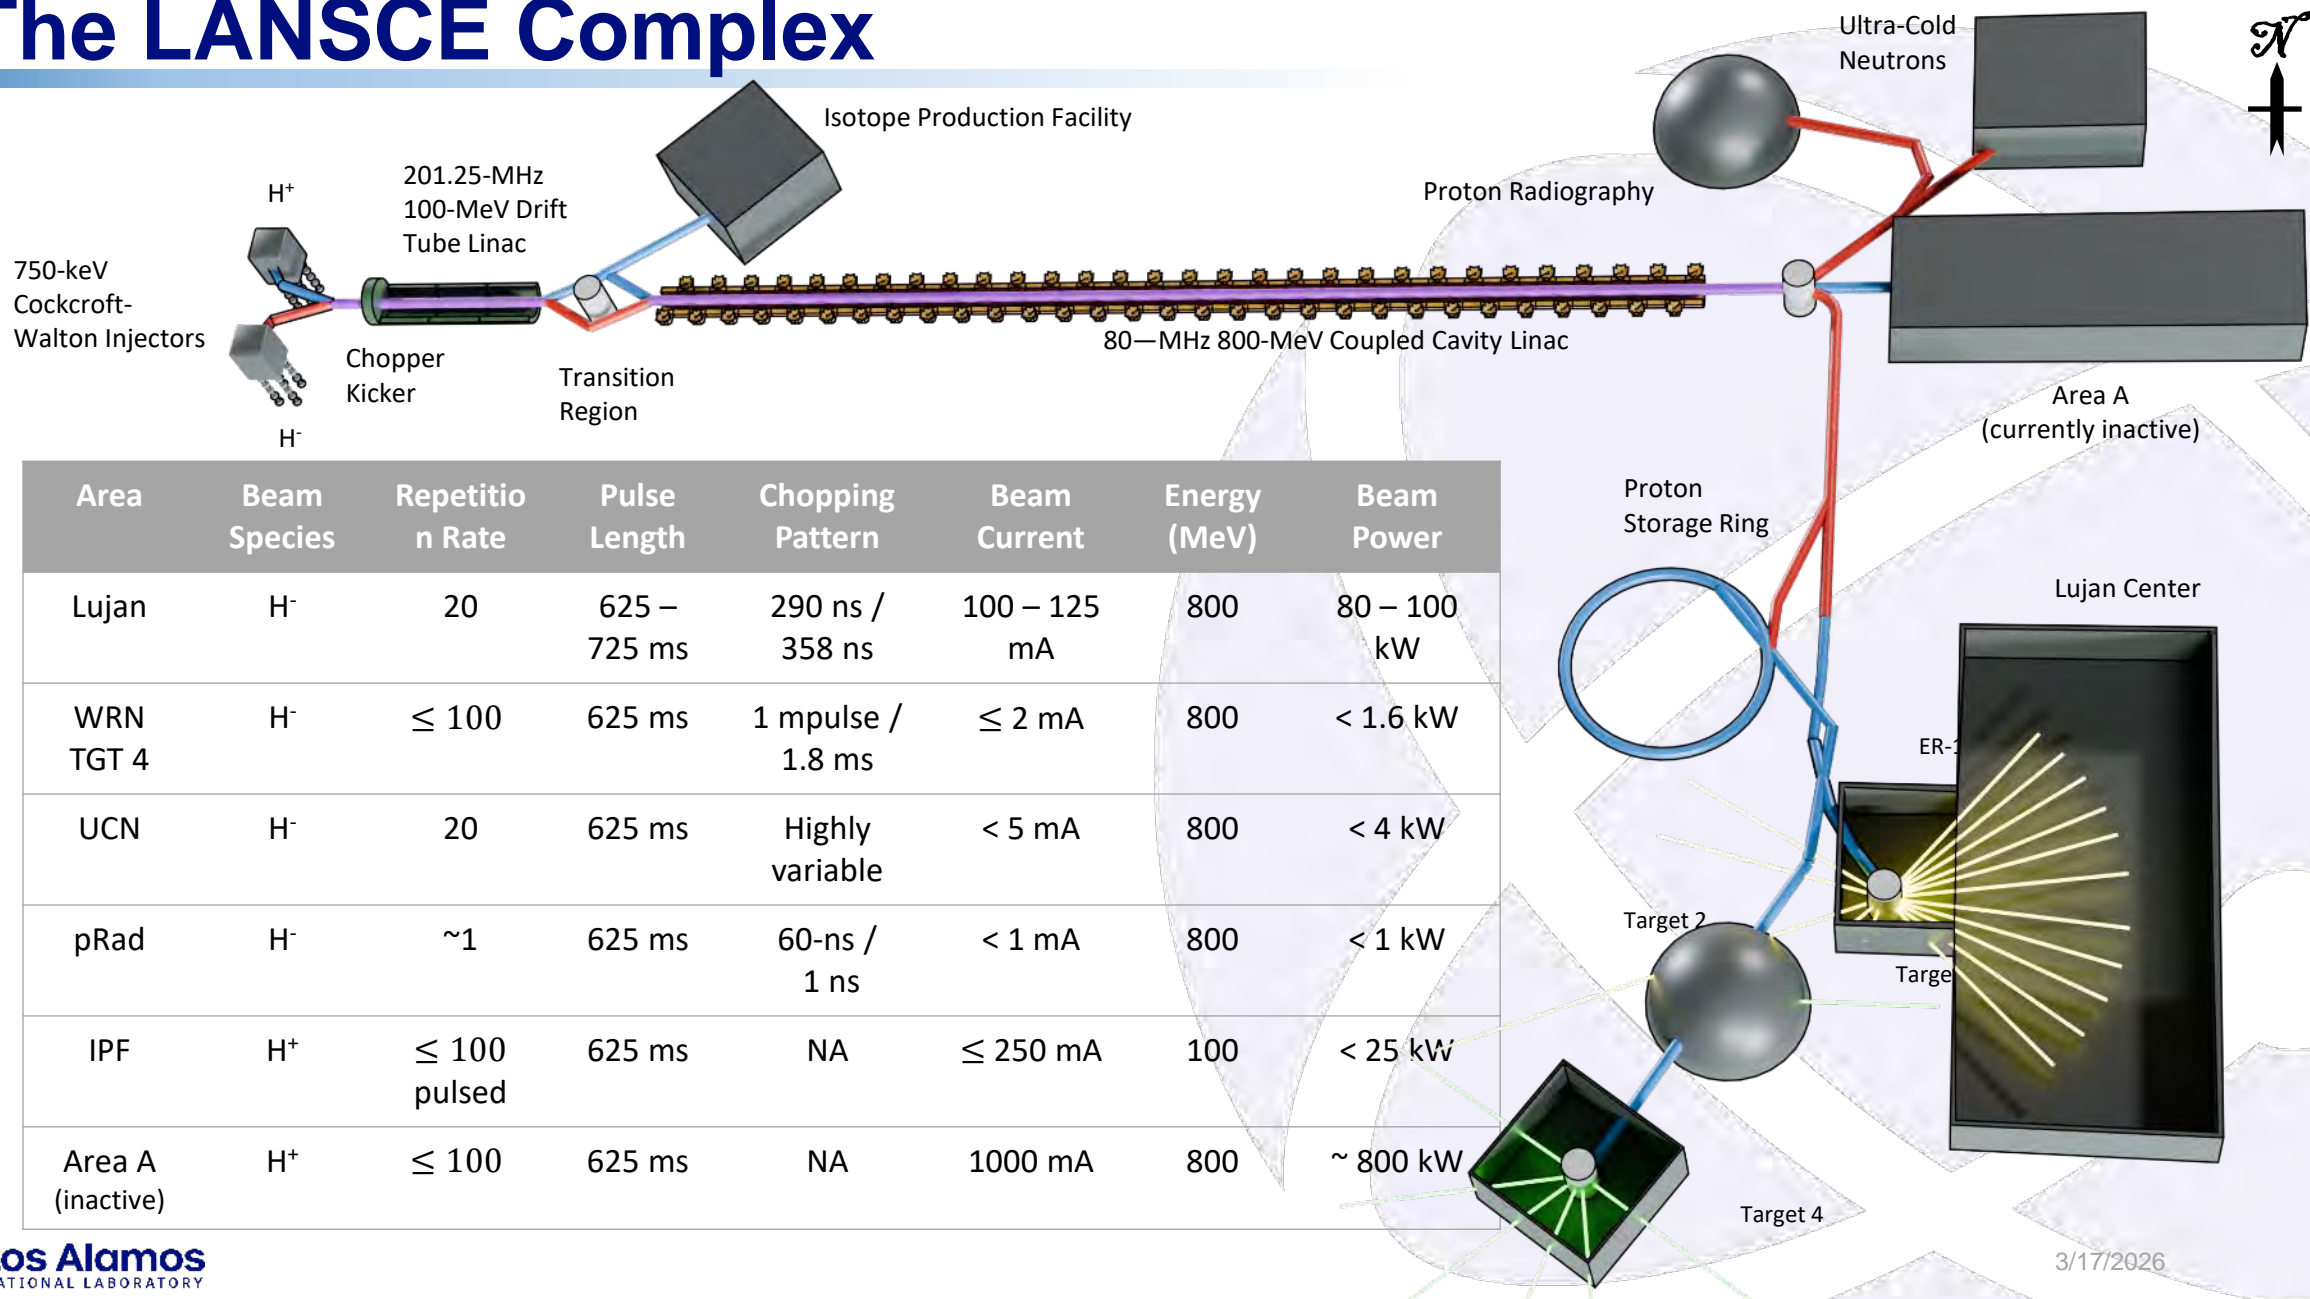 The LANSCE Complex
Ultra-Cold
Neutrons
N
Isotope Production Facility
201.25-MHz
100-MeV Drift
Tube Linac
H+
Proton Radiography
750-keV
Cockcroft-
Walton Injectors
80—MHz 800-MeV Coupled Cavity Linac
Chopper
Kicker
Transition
Region
H-
Area A
(currently inactive)
Proton
Storage Ring
Lujan Center
ER-1
Target 2
Targe
Target 4
Area Beam Species Repetitio n Rate Pulse Length Chopping Pattern Beam Current Energy (MeV) Beam Power
Lujan H- 20 625 – 725 ms 290 ns / 358 ns 100 – 125 mA 800 80 – 100 kW
WRN TGT 4 H- ≤ 100 625 ms 1 mpulse / 1.8 ms ≤ 2 mA 800 < 1.6 kW
UCN H- 20 625 ms Highly variable < 5 mA 800 < 4 kW
pRad H- ~1 625 ms 60-ns / 1 ns < 1 mA 800 < 1 kW
IPF H+ ≤ 100 pulsed 625 ms NA ≤ 250 mA 100 < 25 kW
Area A (inactive) H+ ≤ 100 625 ms NA 1000 mA 800 ~ 800 kW
Los Alamos
NATIONAL LABORATORY
3/17/2026